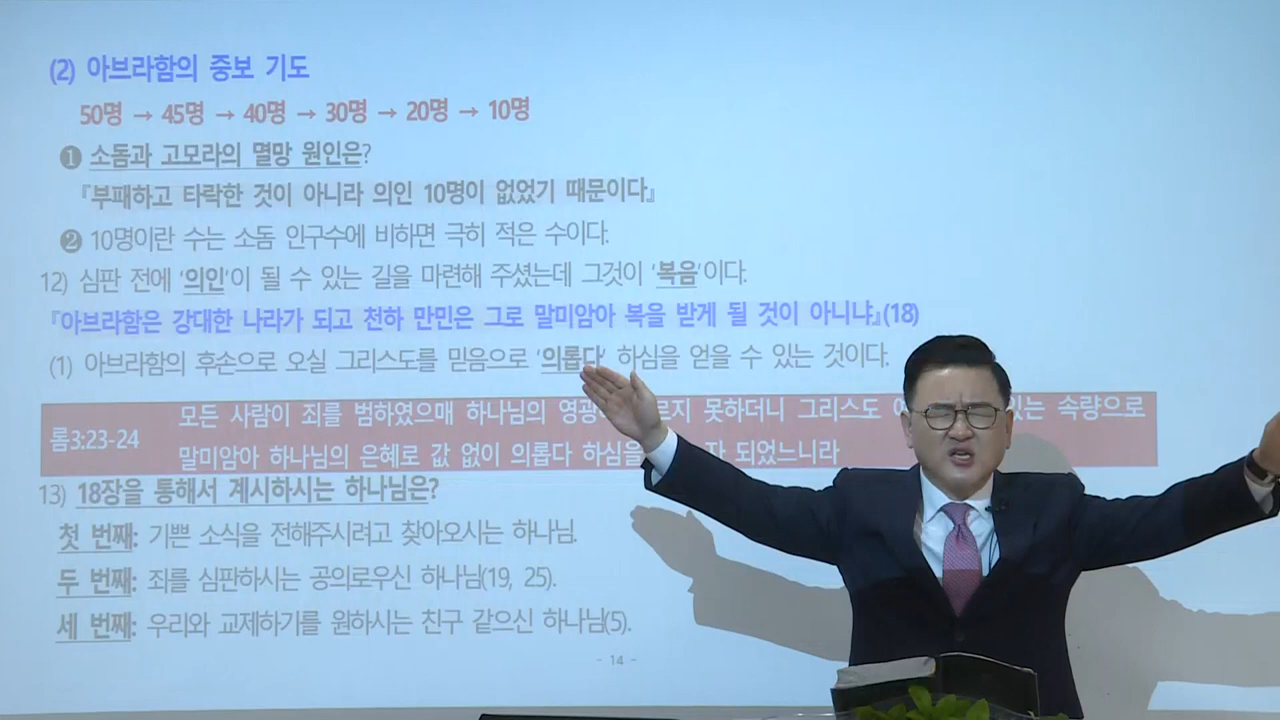 (2) 아브라함의 중보 기도
50명 → 45명 → 40명 → 30명 → 20명 → 10명
❶ 소돔과 고모라의 멸망 원인은?
『부패하고 타락한 것이 아니라 의인 10명이 없었기 때문이다』
❷ 10명이란 수는 소돔 인구수에 비하면 극히 적은 수이다.
12) 심판 전에 '의인'이 될 수 있는 길을 마련해 주셨는데 그것이 '복음'이다.
『아브라함은 강대한 나라가 되고 천하 만민은 그로 말미암아 복을 받게 될 것이 아니냐』(18)
(1) 아브라함의 후손으로 오실 그리스도를 믿음으로 '의롭다' 하심을 얻을 수 있는 것이다.
롬3:23-24
모든 사람이 죄를 범하였으매 하나님의 못하더니 그리스도 속량으로
말미암아 하나님의 은혜로 값 없이 의롭다 되었느니라
13) 18장을 통해서 계시하시는 하나님은?
첫 번째: 기쁜 소식을 전해주시려고 찾아오시는 하나님.
두 번째: 죄를 심판하시는 공의로우신 하나님(19, 25).
세 번째: 우리와 교제하기를 원하시는 친구 같으신 하나님(5).
- 14 -